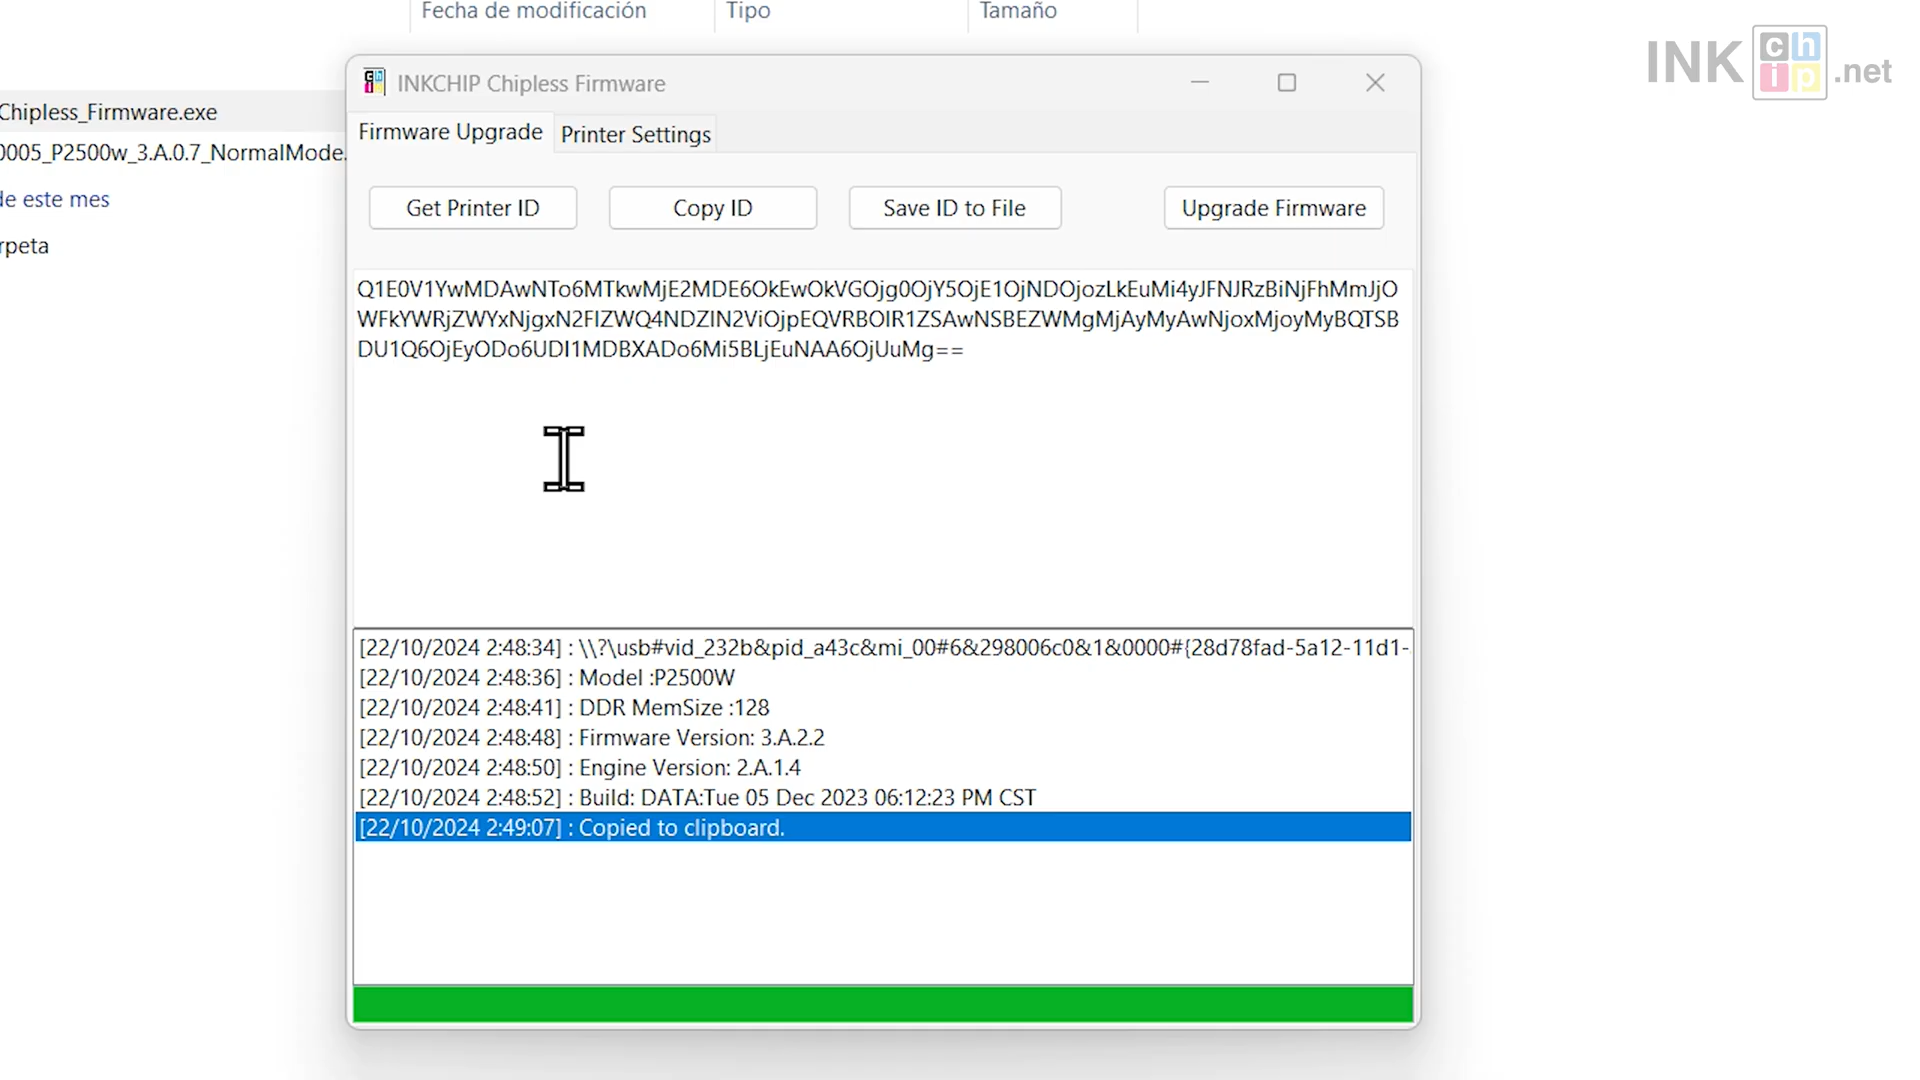 Fecha de modificación Tipo Tamaño
INK chip .net
INKCHIP Chipless Firmware
Chipless_Firmware.exe
Firmware Upgrade Printer Settings
0005_P2500w_3.A.0.7_NormalMode.
de este mes
Get Printer ID Copy ID Save ID to File Upgrade Firmware
rpeta
Q1E0V1YwMDAwNTo6MTkwMjE2MDE6OkEwOkVGOjg0OjY5OjE1OjNDOjozLkEuMi4yJFNJRzBiNjFhMmJjO
WFkYWRjZWYxNjgxN2FlZWQ4NDZlN2ViOjpEQVRBOlR1ZSAwNSBEZWMgMjAyMyAwNjoxMjoyMyBQTSB
DU1Q6OjEyODo6UDI1MDBXADo6Mi5BLjEuNAA6OjUuMg==
[22/10/2024 2:48:34] : \\?\usb#vid_232b&pid_a43c&mi_00#6&298006c0&1&0000#{28d78fad-5a12-11d1-
[22/10/2024 2:48:36] : Model :P2500W
[22/10/2024 2:48:41] : DDR MemSize :128
[22/10/2024 2:48:48] : Firmware Version: 3.A.2.2
[22/10/2024 2:48:50] : Engine Version: 2.A.1.4
[22/10/2024 2:48:52] : Build: DATA:Tue 05 Dec 2023 06:12:23 PM CST
[22/10/2024 2:49:07] : Copied to clipboard.